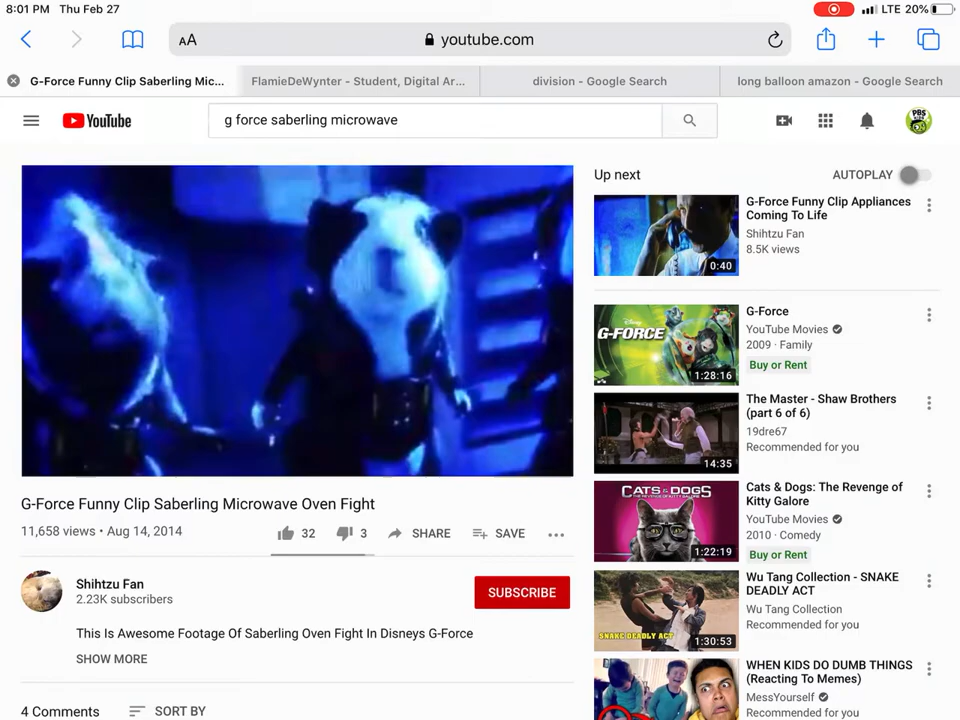 8:01 PM Thu Feb 27
LTE 20%
AA
youtube.com
G-Force Funny Clip Saberling Mic...
FlamieDeWynter - Student, Digital Ar...
division - Google Search
long balloon amazon - Google Search
YouTube
g force saberling microwave
PBS
Up next
AUTOPLAY
G-Force Funny Clip Appliances
Coming To Life
Shihtzu Fan
8.5K views
0:40
G-Force
YouTube Movies
2009 · Family
Buy or Rent
Disney
G-FORCE
1:28:16
The Master - Shaw Brothers
(part 6 of 6)
19dre67
Recommended for you
14:35
Cats & Dogs: The Revenge of
Kitty Galore
YouTube Movies
2010 · Comedy
Buy or Rent
CATS & DOGS
1:22:19
Wu Tang Collection - SNAKE
DEADLY ACT
Wu Tang Collection
Recommended for you
SNAKE DEADLY ACT
1:30:53
WHEN KIDS DO DUMB THINGS
(Reacting To Memes)
MessYourself
Recommended for you
G-Force Funny Clip Saberling Microwave Oven Fight
11,658 views • Aug 14, 2014
32
3
SHARE
SAVE
Shihtzu Fan
2.23K subscribers
SUBSCRIBE
This Is Awesome Footage Of Saberling Oven Fight In Disneys G-Force
SHOW MORE
4 Comments
SORT BY